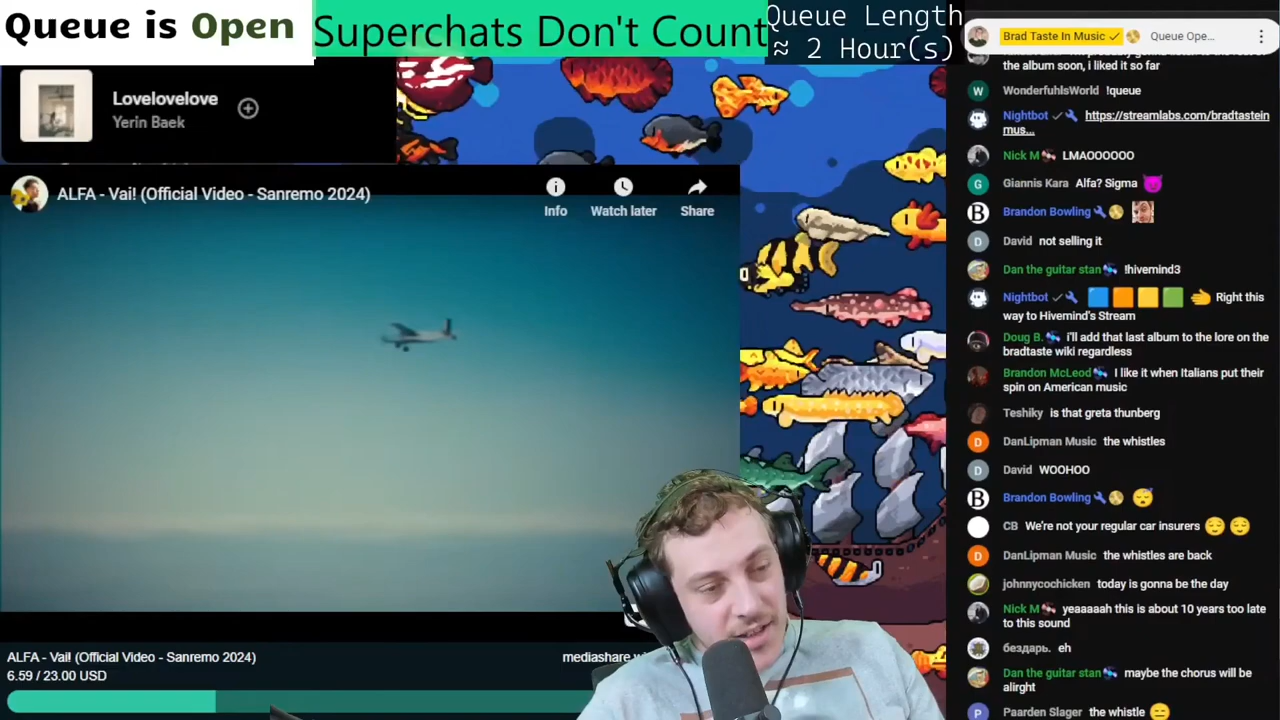 Queue is Open
Superchats Don't Count
Queue Length
≈ 2 Hour(s)
Lovelovelove
Yerin Baek
ALFA - Vai! (Official Video - Sanremo 2024)
Info
Watch later
Share
ALFA - Vai! (Official Video - Sanremo 2024)
6.59 / 23.00 USD
mediashare
Brad Taste In Music Queue Ope...
the album soon, i liked it so far
W WonderfuhlsWorld !queue
Nightbot https://streamlabs.com/bradtastein
mus...
Nick M LMAOOOOO
G Giannis Kara Alfa? Sigma
B Brandon Bowling
D David not selling it
Dan the guitar stan !hivemind3
Nightbot Right this
way to Hivemind's Stream
Doug B. i'll add that last album to the lore on the
bradtaste wiki regardless
Brandon McLeod I like it when Italians put their
spin on American music
Teshiky is that greta thunberg
D DanLipman Music the whistles
D David WOOHOO
B Brandon Bowling
CB We're not your regular car insurers
D DanLipman Music the whistles are back
johnnycochicken today is gonna be the day
Nick M yeaaaaah this is about 10 years too late
to this sound
бездарь. eh
Dan the guitar stan maybe the chorus will be
alirght
P Paarden Slager the whistle